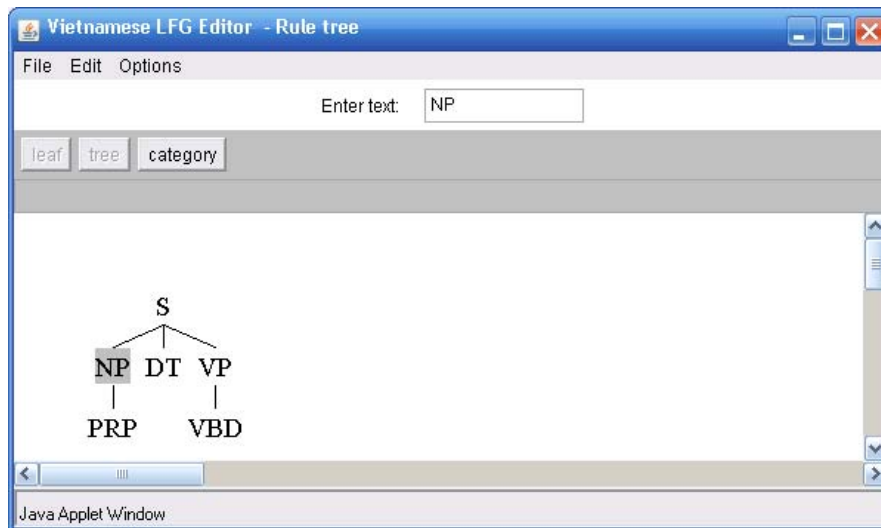 Vietnamese LFG Editor - Rule tree
File Edit Options
Enter text: NP
leaf tree category
S
NP DT VP
PRP VBD
Java Applet Window